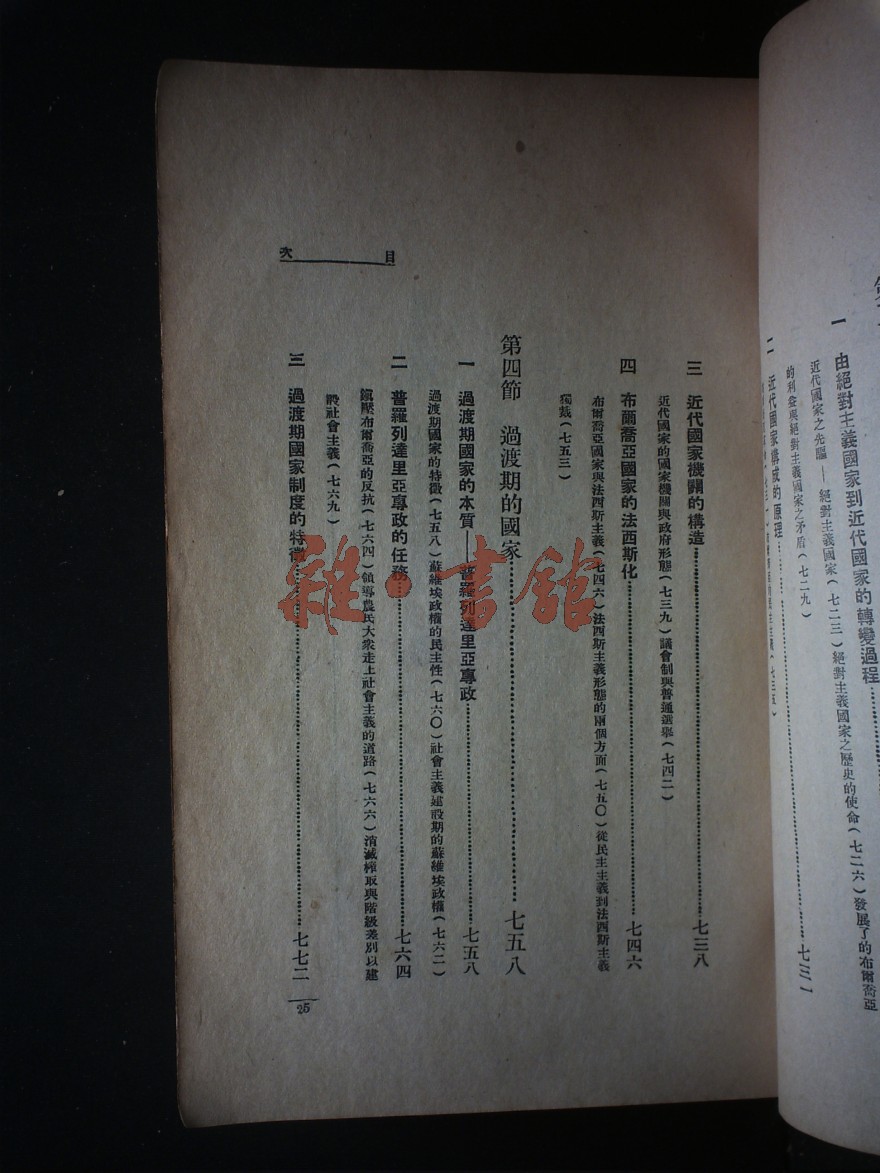 一 由絕對主義國家到近代國家的轉變過程
近代國家之先驅——絕對主義國家(七二三)絕對主義國家之歷史的使命(七二六)發展了的布爾喬亞
的利益與絕對主義國家之矛盾(七二九)
二 近代國家構成的原理……七三一
三 近代國家機關的構造……七三八
近代國家的國家機關與政府形態(七三九)議會制與普通選舉(七四二)
四 布爾喬亞國家的法西斯化……七四六
布爾喬亞國家與法西斯主義(七四六)法西斯主義形態的兩個方面(七五〇)從民主主義到法西斯主義
獨裁(七五三)
第四節 過渡期的國家……七五八
一 過渡期國家的本質——普羅列達里亞專政……七五八
過渡期國家的特徵(七五八)蘇維埃政權的民主性(七六〇)社會主義建設期的蘇維埃政權(七六二)
二 普羅列達里亞專政的任務……七六四
鎮壓布爾喬亞的反抗(七六四)領導農民大衆走上社會主義的道路(七六六)消滅榨取與階級差別以建
設社會主義(七六九)
三 過渡期國家制度的特徵……七七二
目次
25
雜·書館